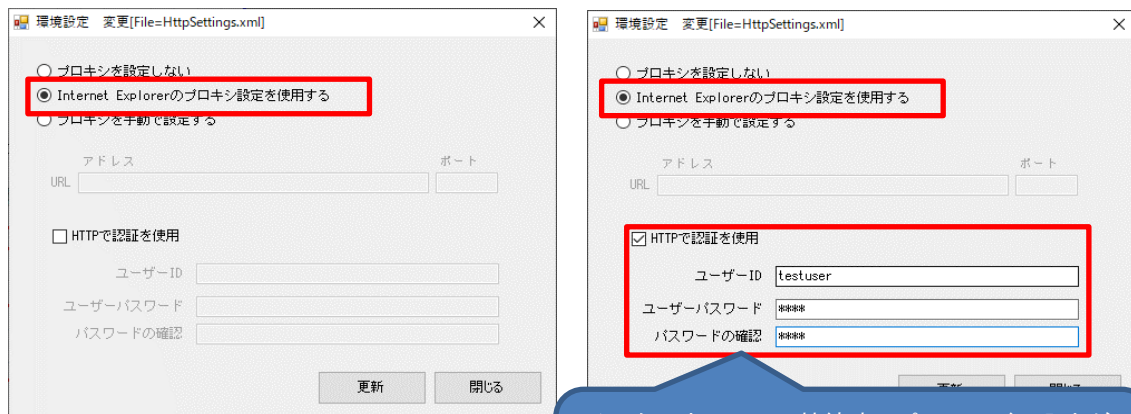 環境設定　変更[File=HttpSettings.xml]
プロキシを設定しない
Internet Explorerのプロキシ設定を使用する
プロキシを手動で設定する
アドレス　ポート
URL
HTTPで認証を使用
ユーザーID
ユーザーパスワード
パスワードの確認
更新　閉じる
環境設定　変更[File=HttpSettings.xml]
プロキシを設定しない
Internet Explorerのプロキシ設定を使用する
プロキシを手動で設定する
アドレス　ポート
URL
HTTPで認証を使用
ユーザーID testuser
ユーザーパスワード ****
パスワードの確認 ****